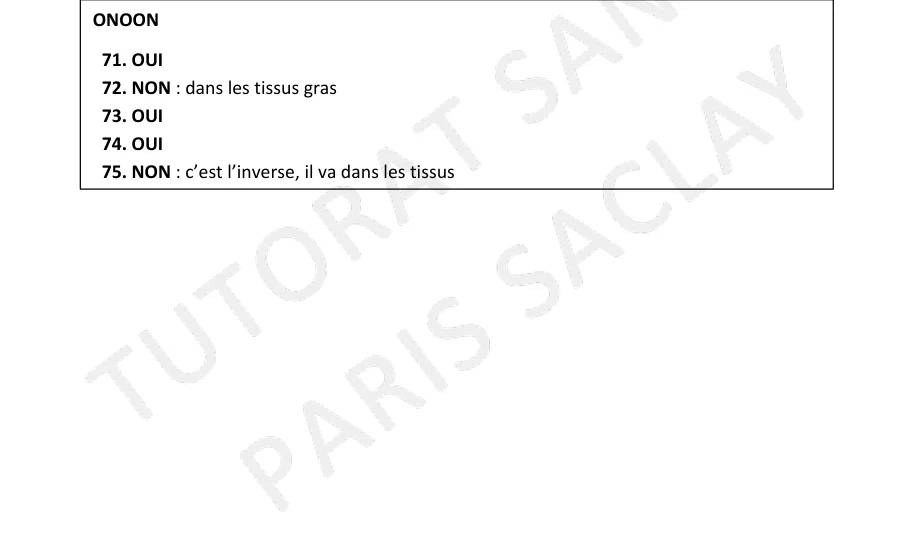 ONOON
71. OUI
72. NON : dans les tissus gras
73. OUI
74. OUI
75. NON : c’est l’inverse, il va dans les tissus
TUTORAT SAN
PARIS SACLAY